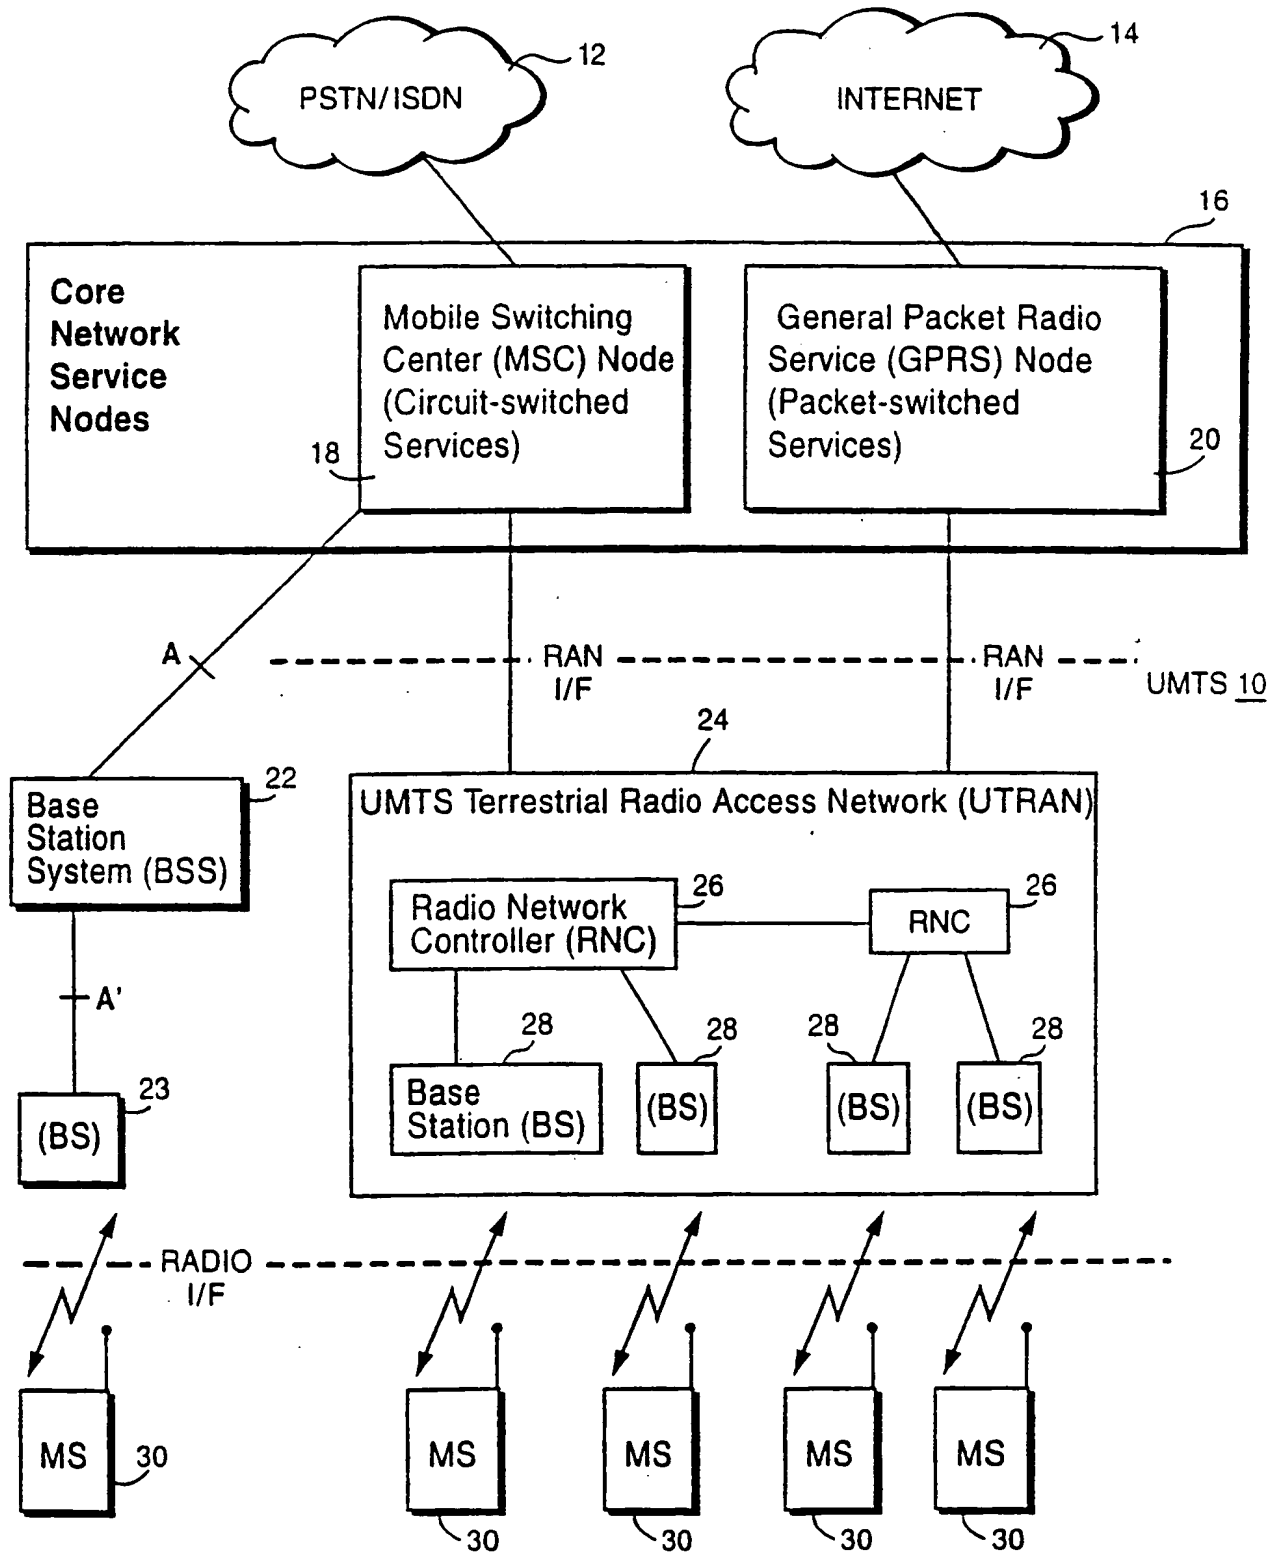 12
14
PSTN/ISDN
INTERNET
16
Core
Network
Service
Nodes
Mobile Switching
Center (MSC) Node
(Circuit-switched
Services)
18
General Packet Radio
Service (GPRS) Node
(Packet-switched
Services)
20
A
RAN
I/F
RAN
I/F
UMTS 10
24
22
Base
Station
System (BSS)
UMTS Terrestrial Radio Access Network (UTRAN)
26
Radio Network
Controller (RNC)
26
RNC
A'
28
28
28
28
23
(BS)
Base
Station (BS)
(BS)
(BS)
(BS)
RADIO
I/F
MS
30
MS
30
MS
30
MS
30
MS
30